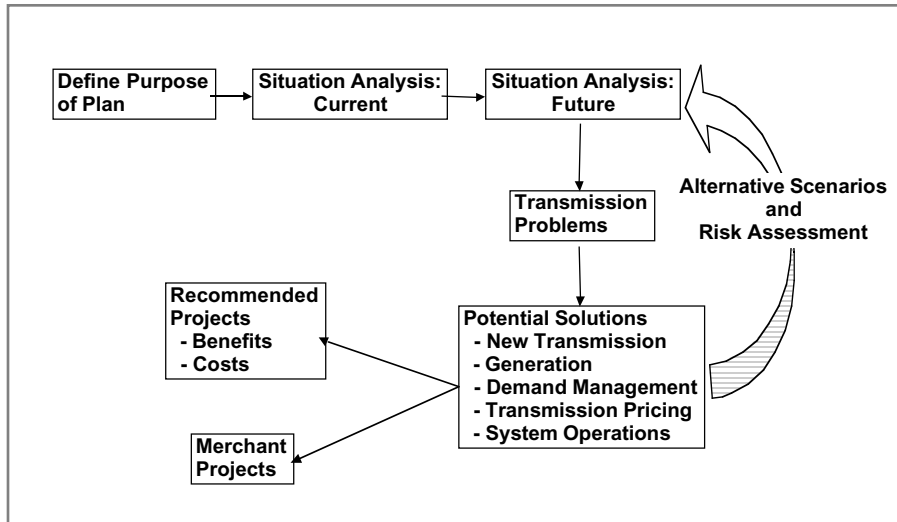 Define Purpose
of Plan
Situation Analysis:
Current
Situation Analysis:
Future
Alternative Scenarios
and
Risk Assessment
Transmission
Problems
Recommended
Projects
- Benefits
- Costs
Potential Solutions
- New Transmission
- Generation
- Demand Management
- Transmission Pricing
- System Operations
Merchant
Projects